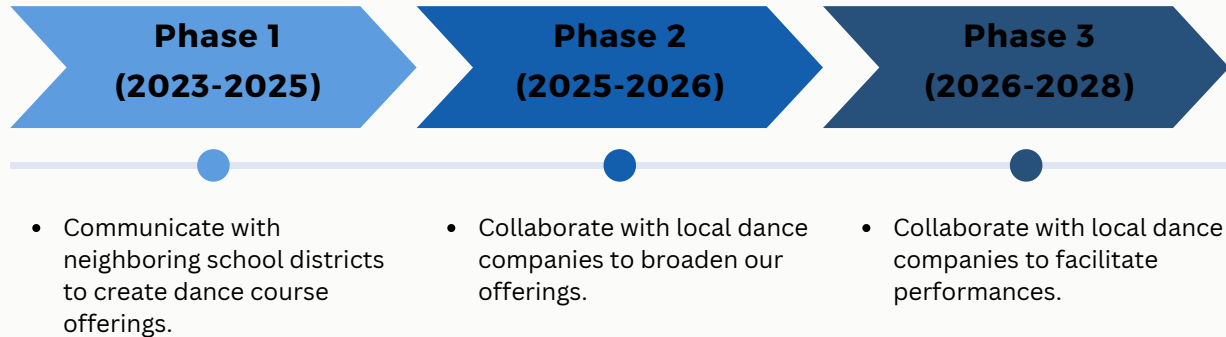 Phase 1
(2023-2025)
Phase 2
(2025-2026)
Phase 3
(2026-2028)
• Communicate with
neighboring school districts
to create dance course
offerings.
• Collaborate with local dance
companies to broaden our
offerings.
• Collaborate with local dance
companies to facilitate
performances.